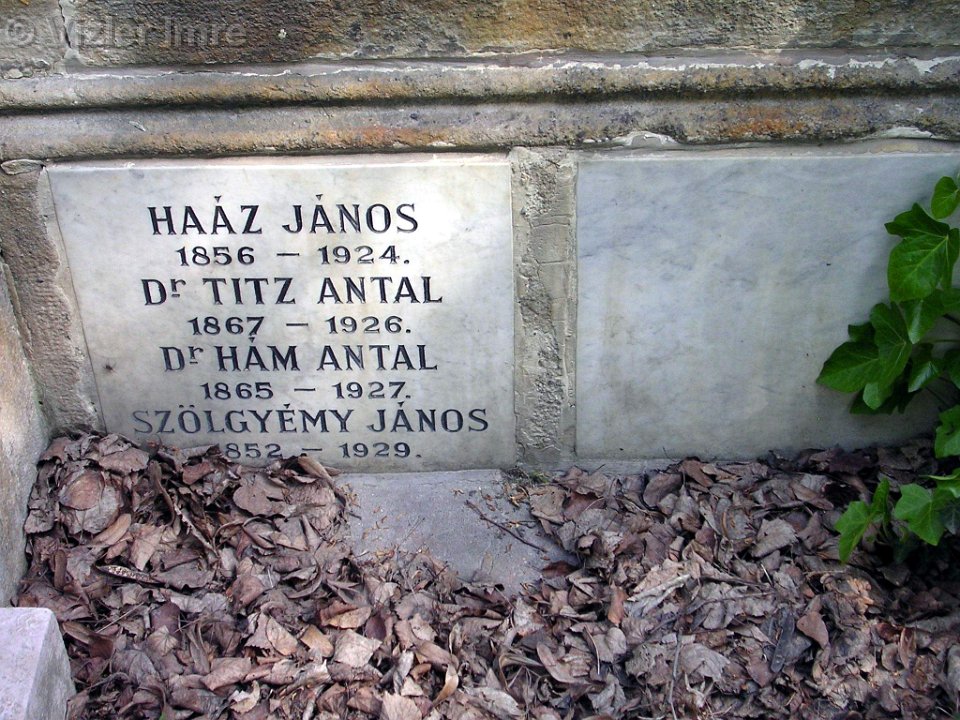 © Vizler Imre
HAÁZ JÁNOS
1856 – 1924.
Dr TITZ ANTAL
1867 – 1926.
Dr HÁM ANTAL
1865 – 1927.
SZÖLGYÉMY JÁNOS
1852 – 1929.